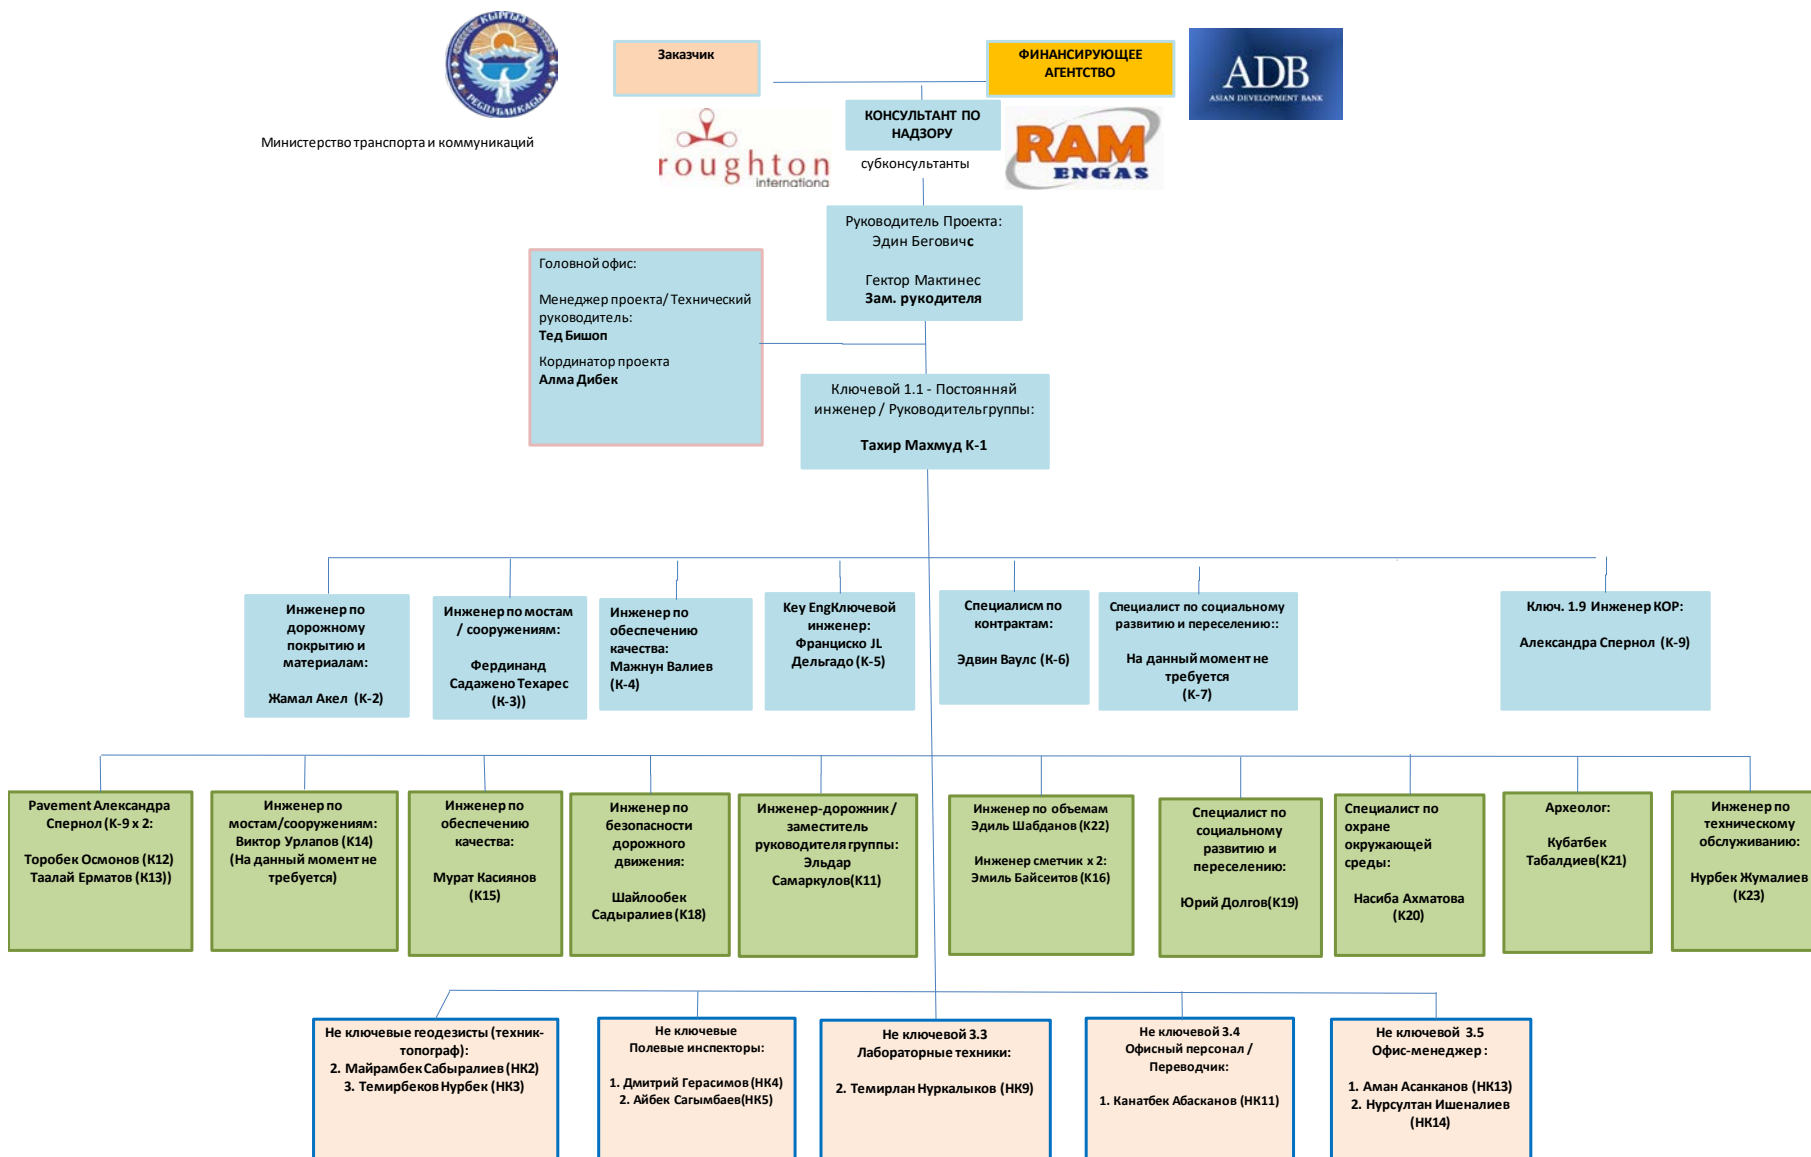 КЫРГЫЗ
РЕСПУБЛИКАСЫ
Заказчик
ФИНАНСИРУЮЩЕЕ
АГЕНТСТВО
ADB
ASIAN DEVELOPMENT BANK
Министерство транспорта и коммуникаций
roughton
internationa
КОНСУЛЬТАНТ ПО
НАДЗОРУ
субконсультанты
RAM
ENGAS
Руководитель Проекта:
Эдин Беговичс
Гектор Мактинес
Зам. рукодителя
Головной офис:
Менеджер проекта/ Технический
руководитель:
Тед Бишоп
Кординатор проекта
Алма Дибек
Ключевой 1.1 - Постоянняй
инженер / Руководительгруппы:
Тахир Махмуд К-1
Инженер по
дорожному
покрытию и
материалам:
Жамал Акел (К-2)
Инженер по мостам
/ сооружениям:
Фердинанд
Садажено Техарес
(К-3))
Инженер по
обеспечению
качества:
Мажнун Валиев
(К-4)
Key EngКлючевой
инженер:
Франциско JL
Дельгадо (К-5)
Специалисм по
контрактам:
Эдвин Ваулс (К-6)
Специалист по социальному
развитию и переселению::
На данный момент не
требуется
(К-7)
Ключ. 1.9 Инженер КОР:
Александра Спернол (К-9)
Pavement Александра
Спернол (К-9 x 2:
Торобек Осмонов (К12)
Таалай Ерматов (К13))
Инженер по
мостам/сооружениям:
Виктор Урлапов (К14)
(На данный момент не
требуется)
Инженер по
обеспечению
качества:
Мурат Касиянов
(К15)
Инженер по
безопасности
дорожного
движения:
Шайлообек
Садыралиев (К18)
Инженер-дорожник /
заместитель
руководителя группы:
Эльдар
Самаркулов(К11)
Инженер по объемам
Эдиль Шабданов (К22)
Инженер сметчик x 2:
Эмиль Байсеитов (К16)
Специалист по
социальному
развитию и
переселению:
Юрий Долгов(К19)
Специалист по
охране
окружающей
среды:
Насиба Ахматова
(К20)
Археолог:
Кубатбек
Табалдиев(К21)
Инженер по
техническому
обслуживанию:
Нурбек Жумалиев
(К23)
Не ключевые геодезисты (техник-
топограф):
2. Майрамбек Сабыралиев (НК2)
3. Темирбеков Нурбек (НК3)
Не ключевые
Полевые инспекторы:
1. Дмитрий Герасимов (НК4)
2. Айбек Сагымбаев(НК5)
Не ключевой 3.3
Лабораторные техники:
2. Темирлан Нуркалыков (НК9)
Не ключевой 3.4
Офисный персонал /
Переводчик:
1. Канатбек Абасканов (НК11)
Не ключевой 3.5
Офис-менеджер :
1. Аман Асанканов (НК13)
2. Нурсултан Ишеналиев
(НК14)